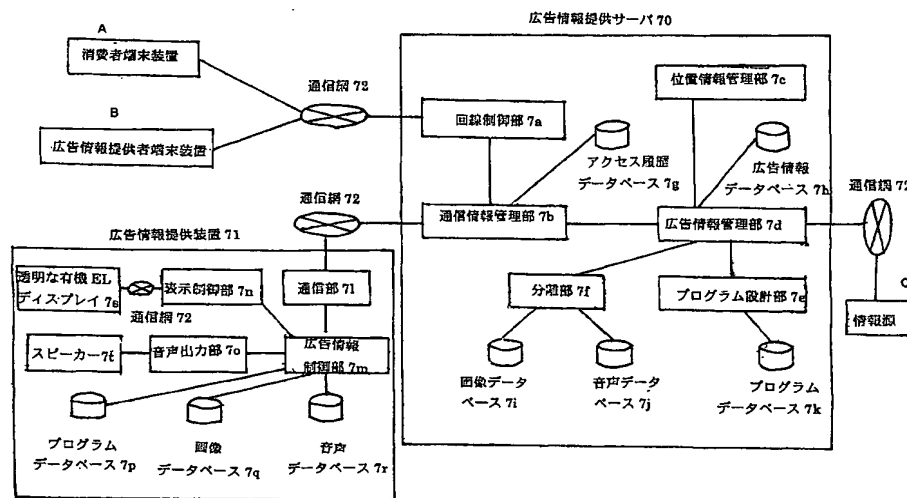 広告情報提供サーバ 70
A
消費者端末装置
B
広告情報提供者端末装置
通信網 72
回線制御部 7a
位置情報管理部 7c
アクセス履歴
データベース 7g
広告情報
データベース 7h
通信網 72
通信情報管理部 7b
広告情報管理部 7d
通信網 72
C
情報源
分離部 7f
プログラム設計部 7e
画像データ
ベース 7i
音声データ
ベース 7j
プログラム
データベース 7k
広告情報提供装置 71
透明な有機 EL
ディスプレイ 7s
通信網 72
表示制御部 7n
通信部 7l
スピーカー 7t
音声出力部 7o
広告情報
制御部 7m
プログラム
データベース 7p
画像
データベース 7q
音声
データベース 7r